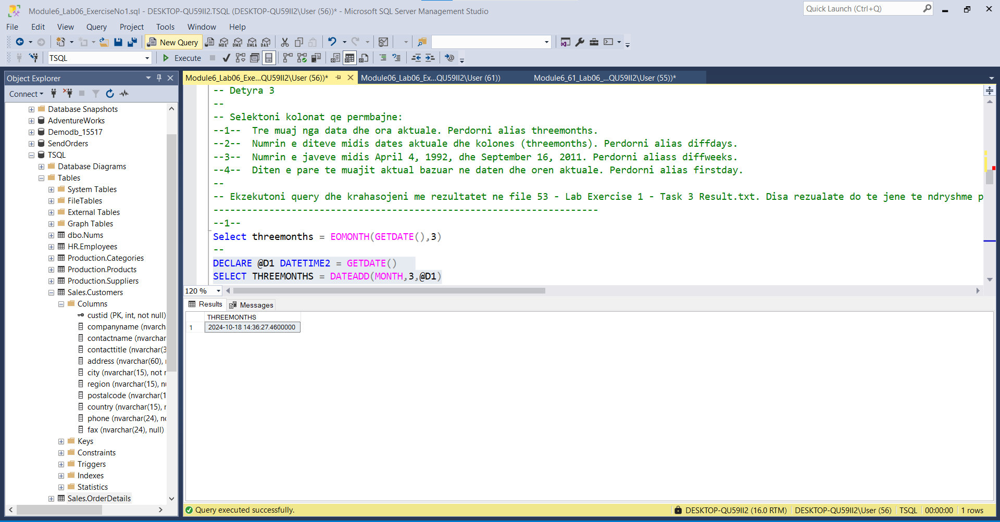 Module6_Lab06_ExerciseNo1.sql - DESKTOP-QU59II2.TSQL (DESKTOP-QU59II2\User (56))* - Microsoft SQL Server Management Studio
Quick Launch (Ctrl+Q)
File Edit View Query Project Tools Window Help
New Query
MDX DMX XMLA DAX
TSQL
Execute
Object Explorer
Connect
Database Snapshots
AdventureWorks
Demodb_15517
SendOrders
TSQL
Database Diagrams
Tables
System Tables
FileTables
External Tables
Graph Tables
dbo.Nums
HR.Employees
Production.Categories
Production.Products
Production.Suppliers
Sales.Customers
Columns
custid (PK, int, not null)
companyname (nvarch
contactname (nvarchar
contacttitle (nvarchar(3
address (nvarchar(60),
city (nvarchar(15), not
region (nvarchar(15),
postalcode (nvarchar(1
country (nvarchar(15),
phone (nvarchar(24),
fax (nvarchar(24), null)
Keys
Constraints
Triggers
Indexes
Statistics
Sales.OrderDetails
Module6_Lab06_Exe...QU59II2\User (56))*
Module06_Lab06_Ex...QU59II2\User (61))
Module6_61_Lab06_...QU59II2\User (55))*
-- Detyra 3
--
-- Selektoni kolonat qe permbajne:
--1-- Tre muaj nga data dhe ora aktuale. Perdorni alias threemonths.
--2-- Numrin e diteve midis dates aktuale dhe kolones (threemonths). Perdorni alias diffdays.
--3-- Numrin e javeve midis April 4, 1992, dhe September 16, 2011. Perdorni aliass diffweeks.
--4-- Diten e pare te muajit aktual bazuar ne daten dhe oren aktuale. Perdorni alias firstday.
--
-- Ekzekutoni query dhe krahasojeni me rezultatet ne file 53 - Lab Exercise 1 - Task 3 Result.txt. Disa rezualate do te jene te ndryshme p
---------------------------------------------------------------------
--1--
Select threemonths = EOMONTH(GETDATE(),3)
--
DECLARE @D1 DATETIME2 = GETDATE()
SELECT THREEMONTHS = DATEADD(MONTH,3,@D1)
120 %
Results
Messages
THREEMONTHS
1 2024-10-18 14:36:27.4600000
Query executed successfully.
DESKTOP-QU59II2 (16.0 RTM)
DESKTOP-QU59II2\User (56)
TSQL
00:00:00
1 rows